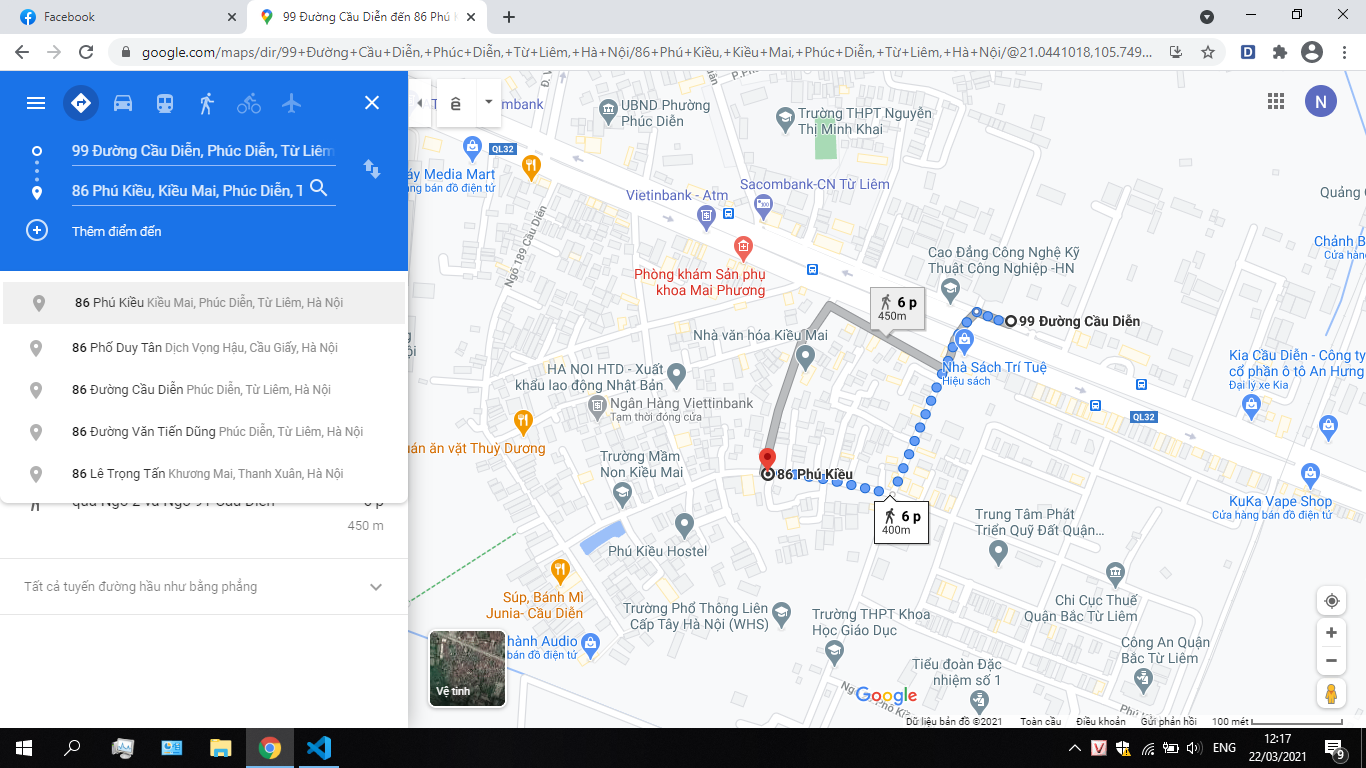 Facebook
99 Đường Cầu Diễn đến 86 Phú K
google.com/maps/dir/99+Đường+Cầu+Diễn,+Phúc+Diễn,+Từ+Liêm,+Hà+Nội/86+Phú+Kiều,+Kiều+Mai,+Phúc+Diễn,+Từ+Liêm,+Hà+Nội/@21.0441018,105.749...
99 Đường Cầu Diễn, Phúc Diễn, Từ Liêm
86 Phú Kiều, Kiều Mai, Phúc Diễn, T
Thêm điểm đến
86 Phú Kiều Kiều Mai, Phúc Diễn, Từ Liêm, Hà Nội
86 Phố Duy Tân Dịch Vọng Hậu, Cầu Giấy, Hà Nội
86 Đường Cầu Diễn Phúc Diễn, Từ Liêm, Hà Nội
86 Đường Văn Tiến Dũng Phúc Diễn, Từ Liêm, Hà Nội
86 Lê Trọng Tấn Khương Mai, Thanh Xuân, Hà Nội
qua Ngõ 2 và Ngõ 91 Cầu Diễn
6 p
450 m
Tất cả tuyến đường hầu như bằng phẳng
mbank
N
UBND Phường
Phúc Diễn
Trường THPT Nguyễn
Thị Minh Khai
QL32
áy Media Mart
àng bán đồ điện tử
Vietinbank - Atm
Sacombank-CN Từ Liêm
Quảng
Ngõ 189 Cầu Diễn
Phòng khám Sản phụ
khoa Mai Phương
Cao Đẳng Công Nghệ Kỹ
Thuật Công Nghiệp -HN
Chảnh B
Cửa hàn
6 p
450m
99 Đường Cầu Diễn
Nhà văn hóa Kiều Mai
Nhà Sách Trí Tuệ
Hiệu sách
Kia Cầu Diễn - Công ty
cổ phần ô tô An Hưng
Đại lý xe Kia
HA NOI HTD - Xuất
khẩu lao động Nhật Bản
Ngân Hàng Viettinbank
Tạm thời đóng cửa
QL32
uán ăn vặt Thuỳ Dương
Trường Mầm
Non Kiều Mai
86 Phú Kiều
KuKa Vape Shop
Cửa hàng bán đồ điện tử
6 p
400m
Trung Tâm Phát
Triển Quỹ Đất Quận...
Phú Kiều Hostel
Súp, Bánh Mì
Junia- Cầu Diễn
Trường Phổ Thông Liên
Cấp Tây Hà Nội (WHS)
Trường THPT Khoa
Học Giáo Dục
Chi Cục Thuế
Quận Bắc Từ Liêm
hành Audio
bán đồ điện tử
Công An Quận
Bắc Từ Liêm
Tiểu đoàn Đặc
nhiệm số 1
Vệ tinh
Google
Dữ liệu bản đồ ©2021
Toàn cầu
Điều khoản
Gửi phản hồi
100 mét
ENG
12:17
22/03/2021
9